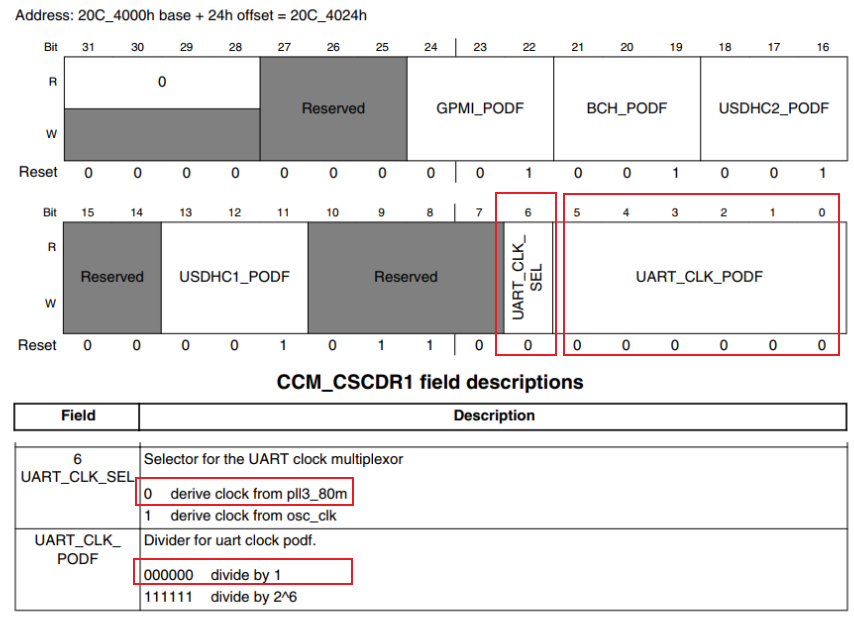 Address: 20C_4000h base + 24h offset = 20C_4024h
Bit 31 30 29 28 27 26 25 24 23 22 21 20 19 18 17 16
R 0 Reserved GPMI_PODF BCH_PODF USDHC2_PODF
W
Reset 0 0 0 0 0 0 0 0 0 1 0 0 1 0 0 1
Bit 15 14 13 12 11 10 9 8 7 6 5 4 3 2 1 0
R Reserved USDHC1_PODF Reserved UART_CLK_ UART_CLK_PODF
W SEL
Reset 0 0 0 0 1 0 1 1 0 0 0 0 0 0 0 0
CCM_CSCDR1 field descriptions
Field Description
6 Selector for the UART clock multiplexor
UART_CLK_SEL
0 derive clock from pll3_80m
1 derive clock from osc_clk
UART_CLK_ Divider for uart clock podf.
PODF
000000 divide by 1
111111 divide by 2^6